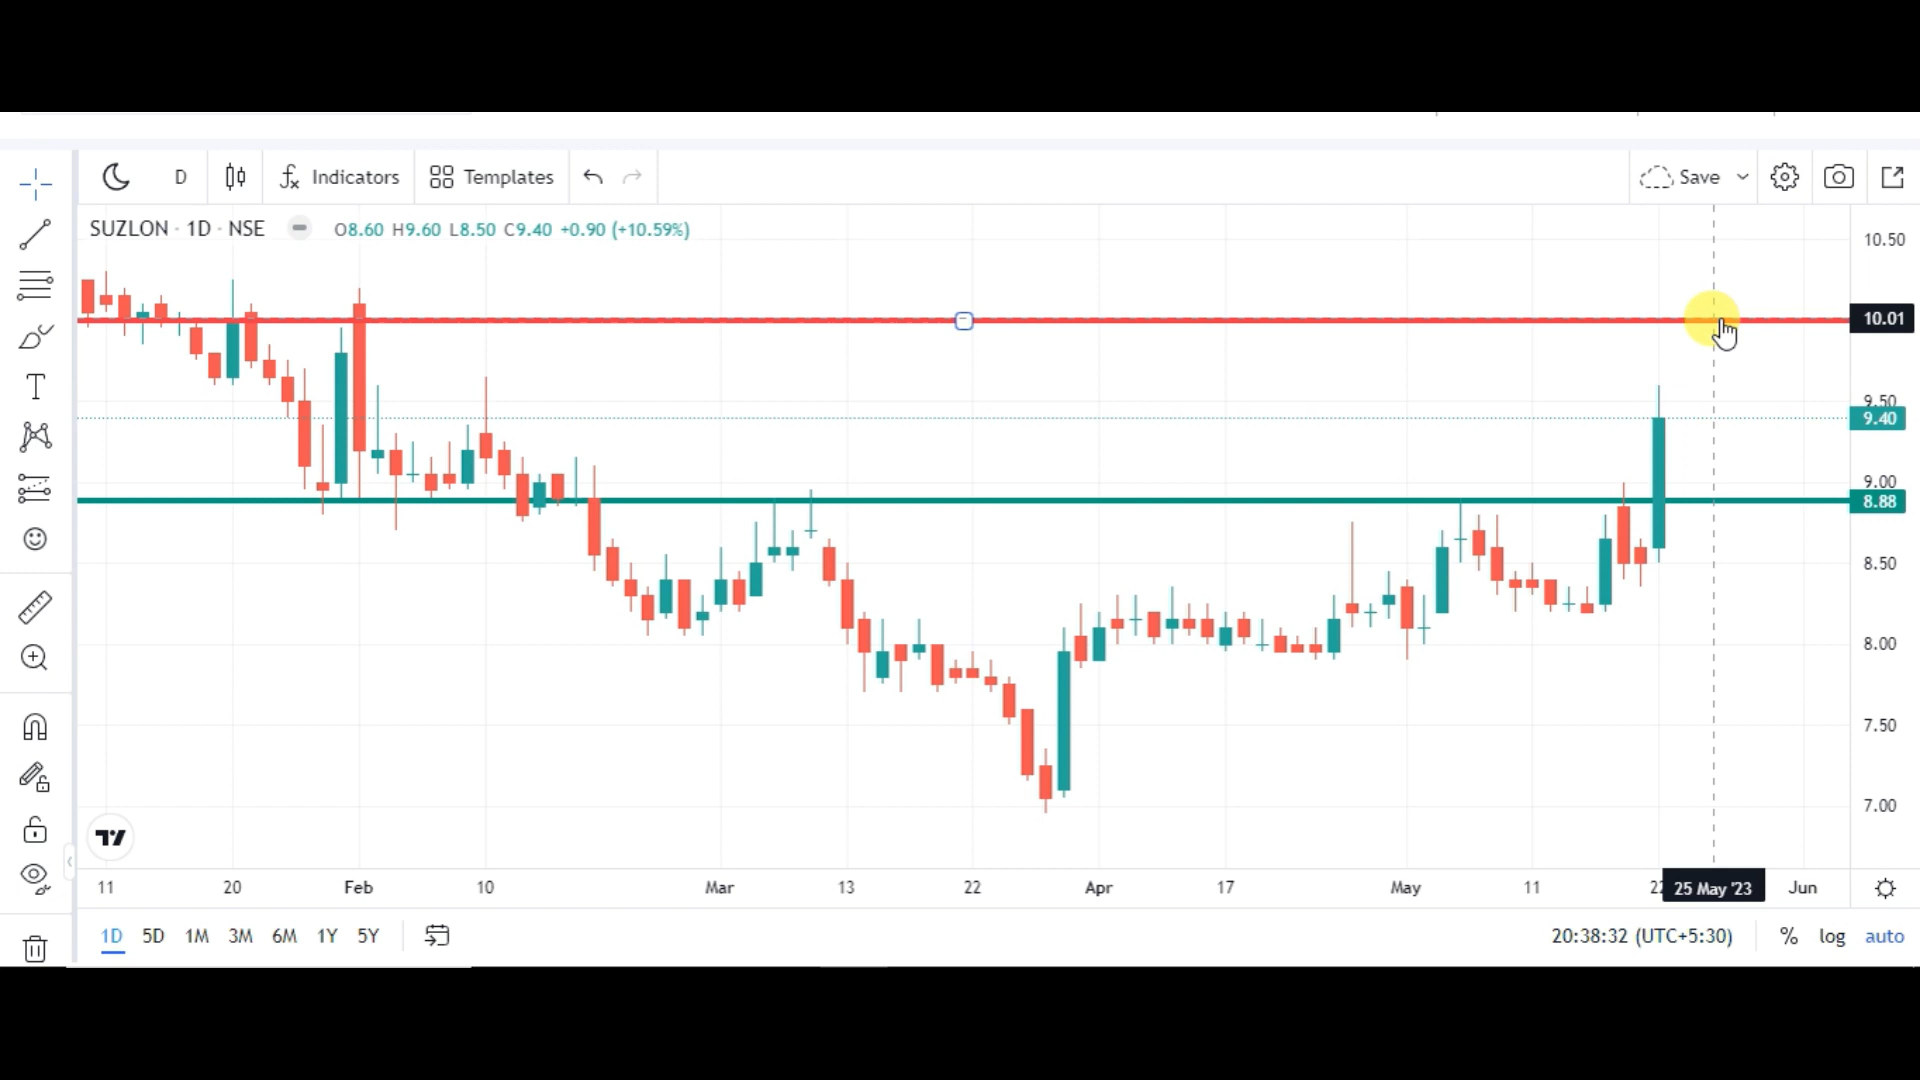 D
Indicators
Templates
Save
SUZLON · 1D · NSE
O8.60 H9.60 L8.50 C9.40 +0.90 (+10.59%)
10.50
10.01
9.50
9.40
9.00
8.88
8.50
8.00
7.50
7.00
11 20 Feb 10 Mar 13 22 Apr 17 May 11 22 25 May '23 Jun
1D 5D 1M 3M 6M 1Y 5Y
20:38:32 (UTC+5:30) % log auto